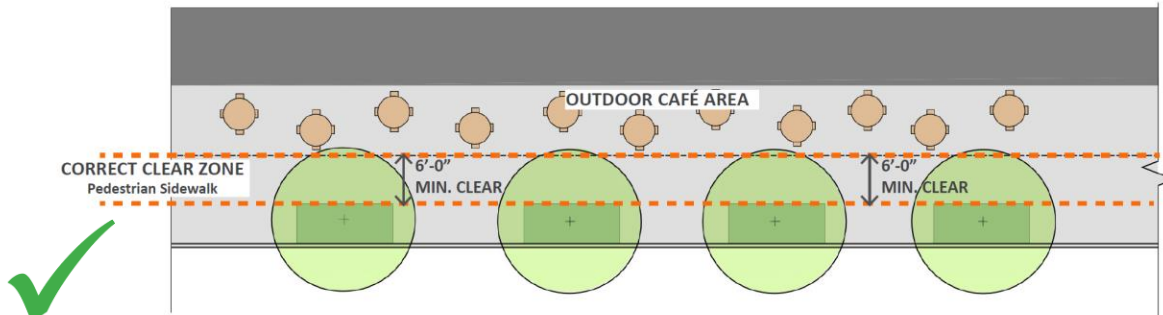 OUTDOOR CAFÉ AREA
CORRECT CLEAR ZONE
Pedestrian Sidewalk
6’-0”
MIN. CLEAR
6’-0”
MIN. CLEAR